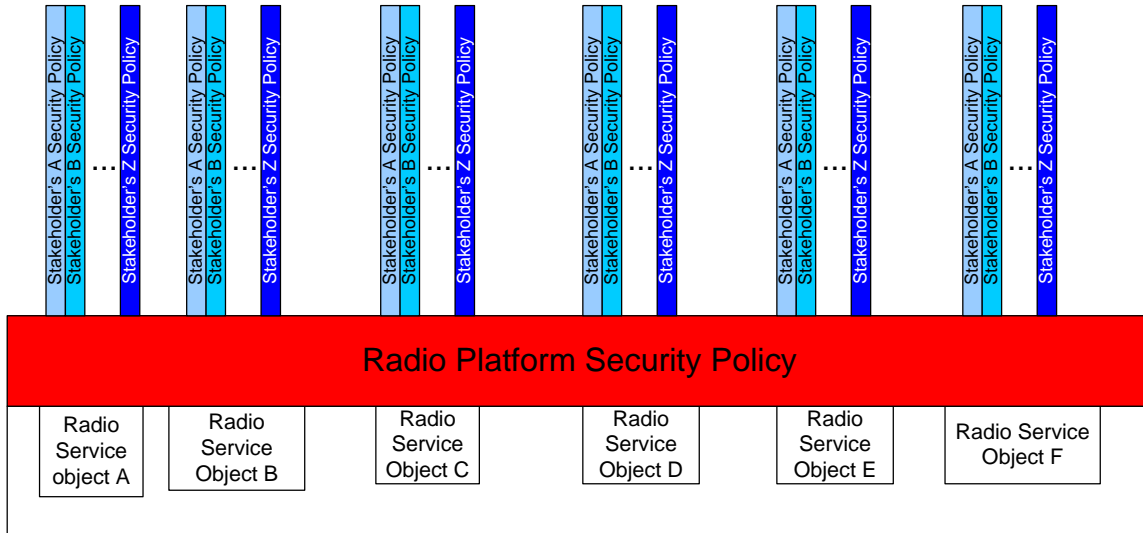 Stakeholder's A Security Policy
Stakeholder's B Security Policy
...
Stakeholder's Z Security Policy
Stakeholder's A Security Policy
Stakeholder's B Security Policy
...
Stakeholder's Z Security Policy
Stakeholder's A Security Policy
Stakeholder's B Security Policy
...
Stakeholder's Z Security Policy
Stakeholder's A Security Policy
Stakeholder's B Security Policy
...
Stakeholder's Z Security Policy
Stakeholder's A Security Policy
Stakeholder's B Security Policy
...
Stakeholder's Z Security Policy
Stakeholder's A Security Policy
Stakeholder's B Security Policy
...
Stakeholder's Z Security Policy
Radio Platform Security Policy
Radio
Service
object A
Radio
Service
Object B
Radio
Service
Object C
Radio
Service
Object D
Radio
Service
Object E
Radio Service
Object F